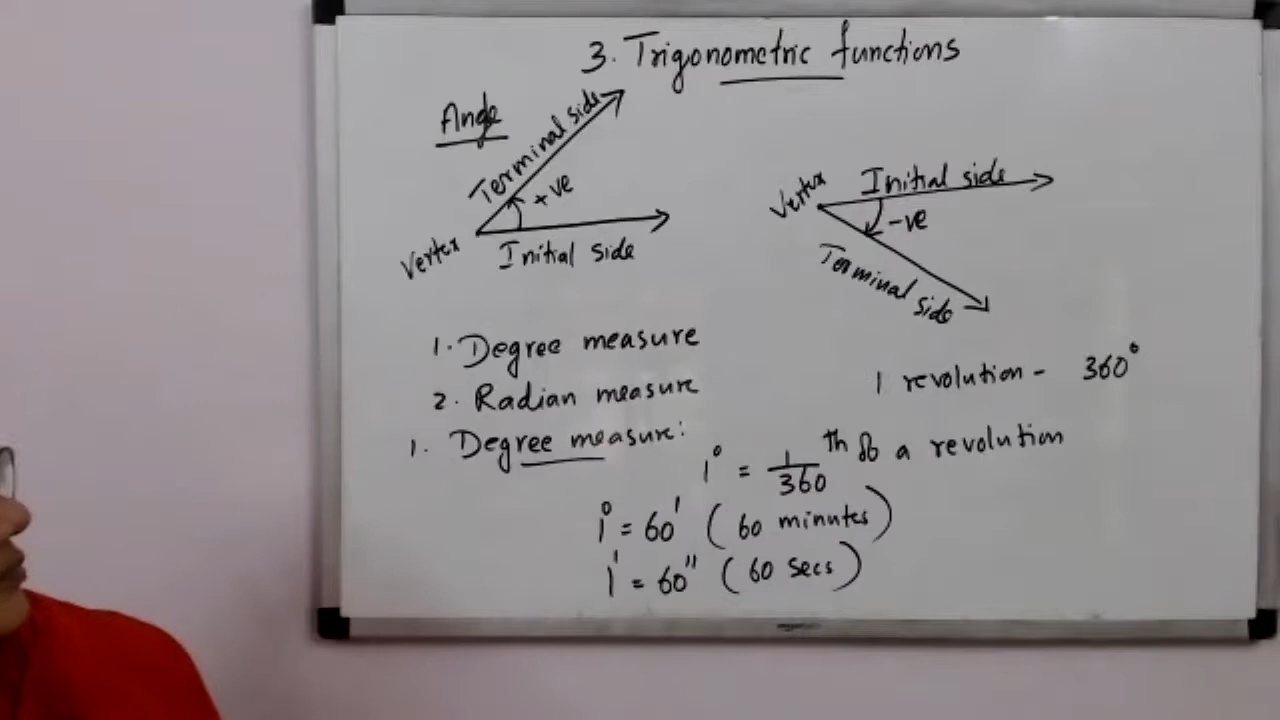 3. Trigonometric functions
Angle
Terminal side
+ve
Vertex
Initial side
Vertex
Initial side
-ve
Terminal side
1. Degree measure
2. Radian measure
1 revolution - 360°
1. Degree measure:
1° = 1/360 th of a revolution
1° = 60' (60 minutes)
1' = 60" (60 secs)